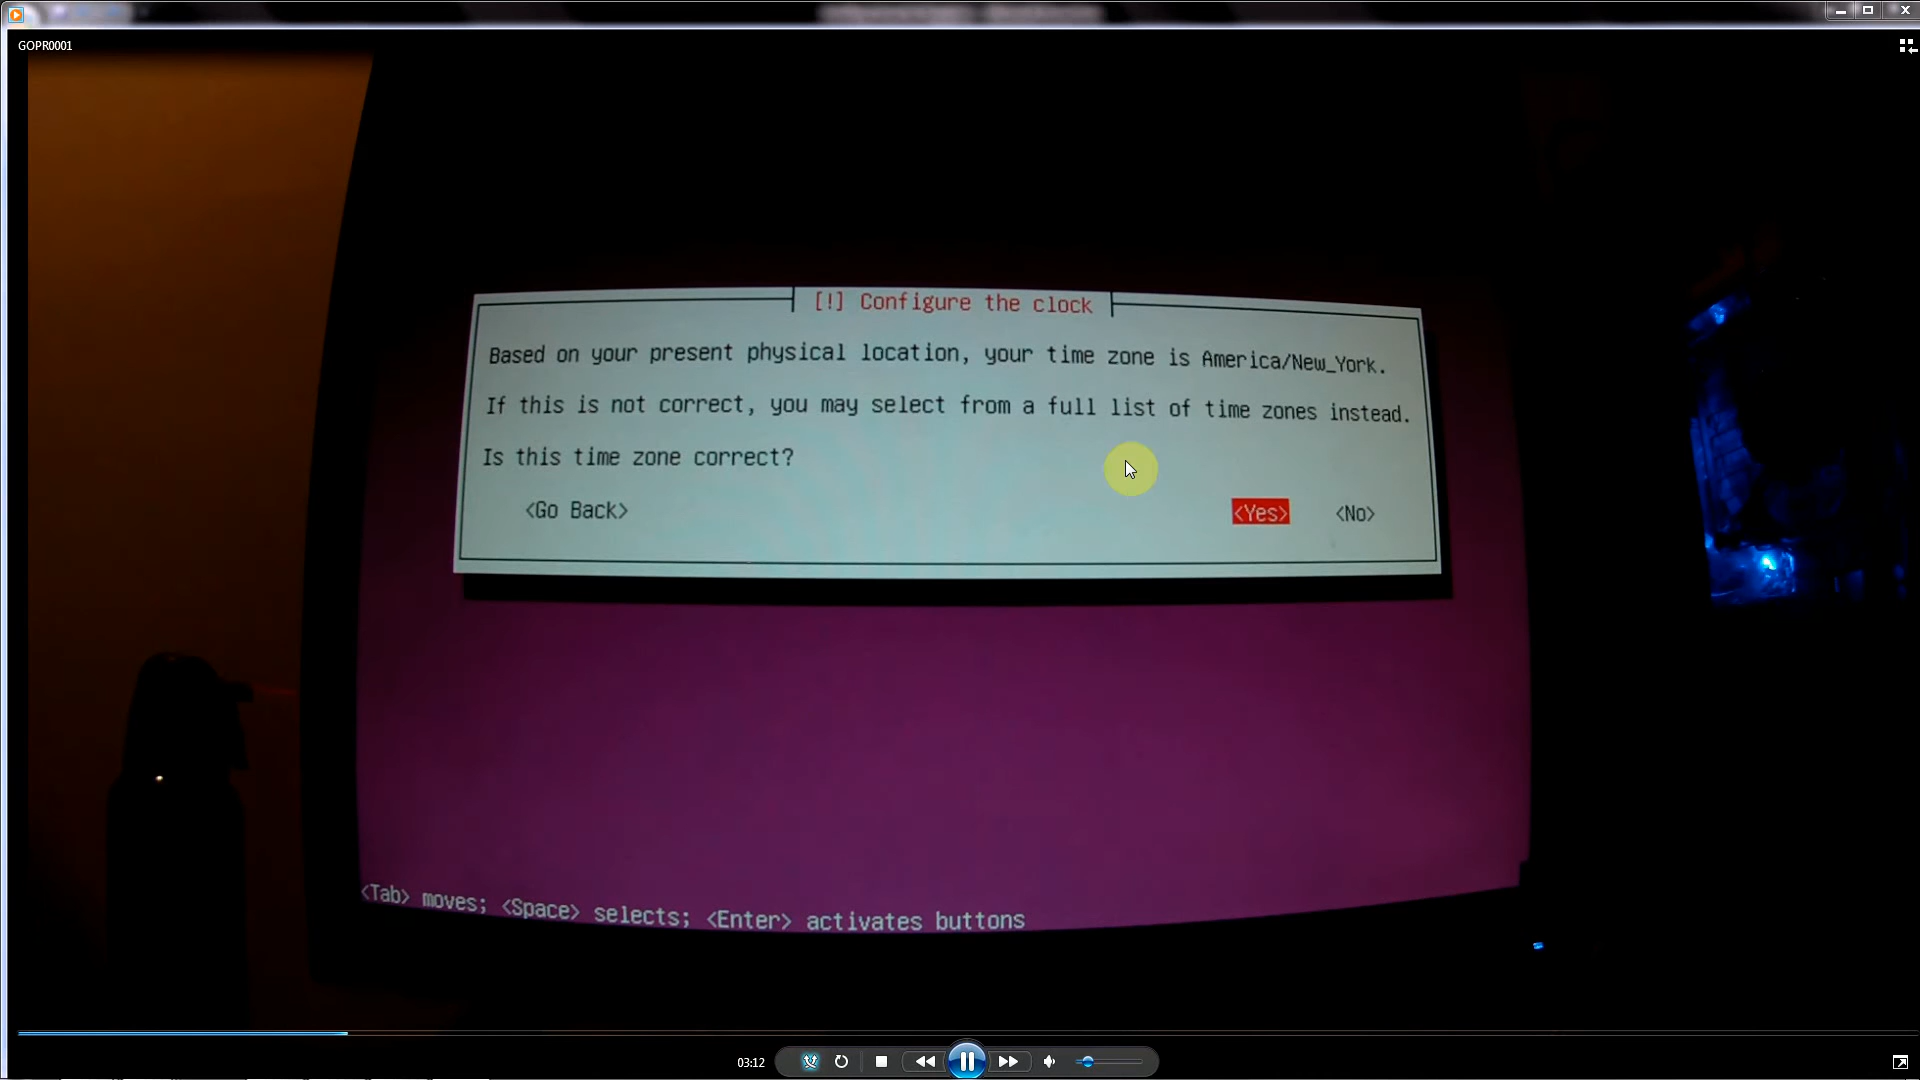 GOPR0001
[!] Configure the clock
Based on your present physical location, your time zone is America/New_York.
If this is not correct, you may select from a full list of time zones instead.
Is this time zone correct?
<Go Back> <Yes> <No>
<Tab> moves; <Space> selects; <Enter> activates buttons
03:12